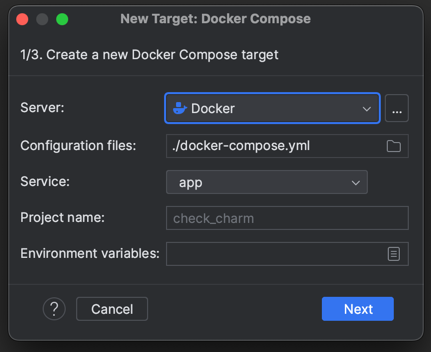 New Target: Docker Compose
1/3. Create a new Docker Compose target
Server: Docker ...
Configuration files: ./docker-compose.yml
Service: app
Project name: check_charm
Environment variables:
? Cancel Next